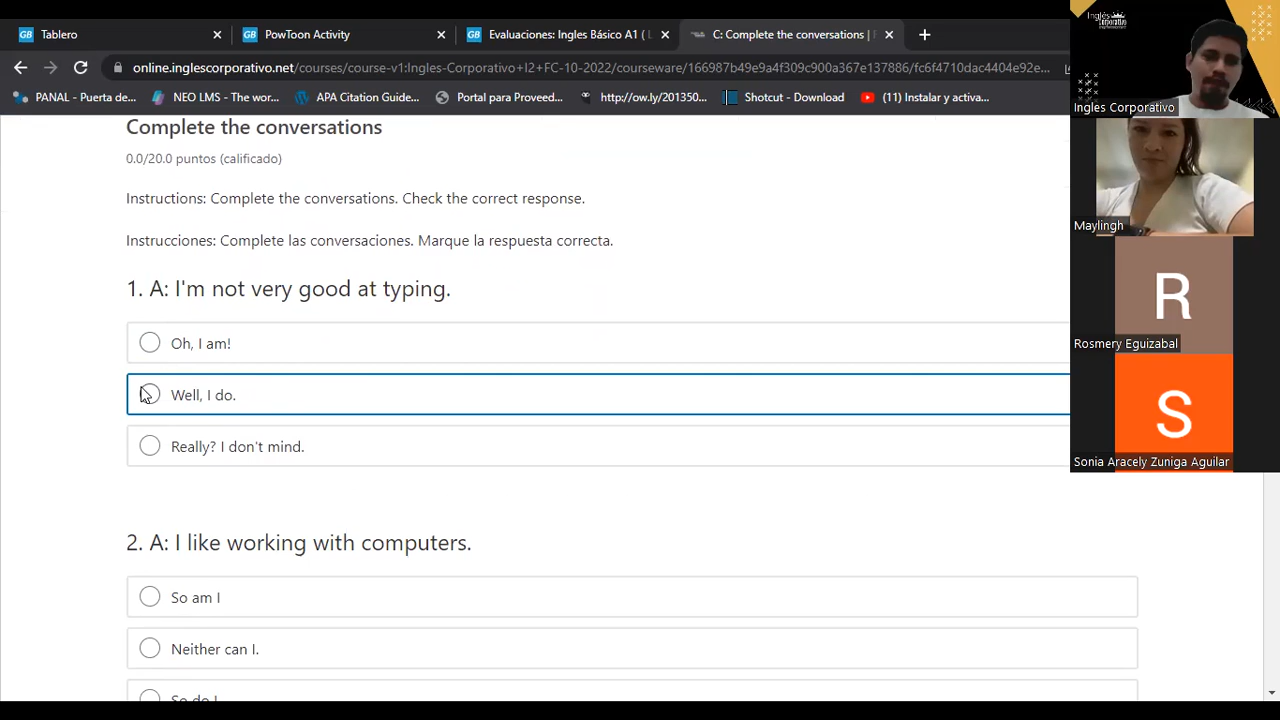 Tablero
PowToon Activity
Evaluaciones: Ingles Básico A1 ( L
C: Complete the conversations |
online.inglescorporativo.net/courses/course-v1:Ingles-Corporativo+I2+FC-10-2022/courseware/166987b49e9a4f309c900a367e137886/fc6f4710dac4404e92e...
PANAL - Puerta de...
NEO LMS - The wor...
APA Citation Guide...
Portal para Proveed...
http://ow.ly/201350...
Shotcut - Download
(11) Instalar y activa...
Complete the conversations
0.0/20.0 puntos (calificado)
Instructions: Complete the conversations. Check the correct response.
Instrucciones: Complete las conversaciones. Marque la respuesta correcta.
1. A: I'm not very good at typing.
Oh, I am!
Well, I do.
Really? I don't mind.
2. A: I like working with computers.
So am I
Neither can I.
So do I
Ingles Corporativo
Maylingh
R
Rosmery Eguizabal
S
Sonia Aracely Zuniga Aguilar